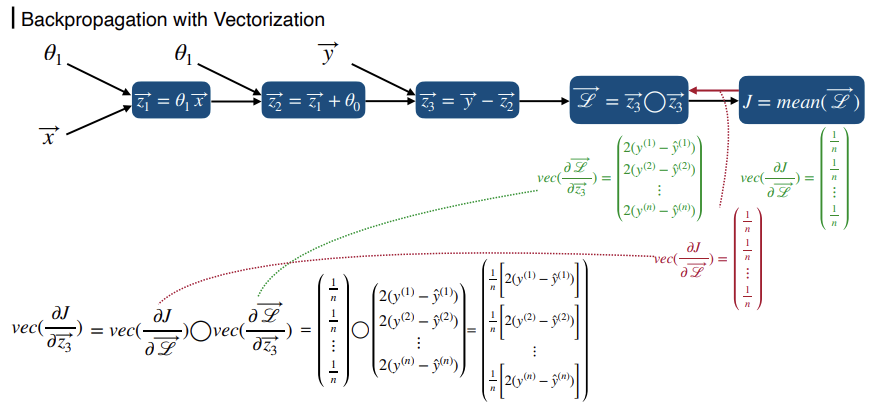 Backpropagation with Vectorization
θ₁ θ₁ y⃗
z⃗₁ = θ₁x⃗ z⃗₂ = z⃗₁ + θ₀ z⃗₃ = y⃗ − z⃗₂ ℒ⃗ = z⃗₃◯z⃗₃ J = mean(ℒ⃗)
x⃗
vec(∂ℒ⃗/∂z⃗₃) = (2(y⁽¹⁾ − ŷ⁽¹⁾) 2(y⁽²⁾ − ŷ⁽²⁾) ⋮ 2(y⁽ⁿ⁾ − ŷ⁽ⁿ⁾)) vec(∂J/∂ℒ⃗) = (1/n 1/n ⋮ 1/n)
vec(∂J/∂ℒ⃗) = (1/n 1/n ⋮ 1/n)
vec(∂J/∂z⃗₃) = vec(∂J/∂ℒ⃗)◯vec(∂ℒ⃗/∂z⃗₃) = (1/n 1/n ⋮ 1/n) ◯ (2(y⁽¹⁾ − ŷ⁽¹⁾) 2(y⁽²⁾ − ŷ⁽²⁾) ⋮ 2(y⁽ⁿ⁾ − ŷ⁽ⁿ⁾)) = (1/n[2(y⁽¹⁾ − ŷ⁽¹⁾)] 1/n[2(y⁽²⁾ − ŷ⁽²⁾)] ⋮ 1/n[2(y⁽ⁿ⁾ − ŷ⁽ⁿ⁾)])